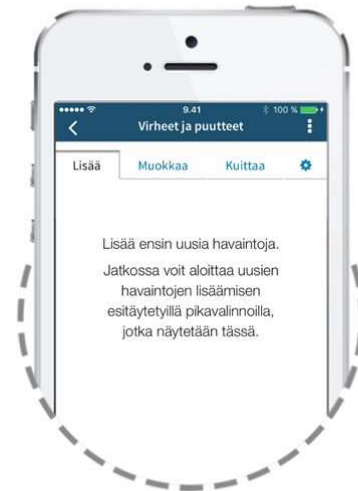 9.41
100 %
Virheet ja puutteet
Lisää Muokkaa Kuittaa
Lisää ensin uusia havaintoja.
Jatkossa voit aloittaa uusien
havaintojen lisäämisen
esitäytetyillä pikavalinnoilla,
jotka näytetään tässä.